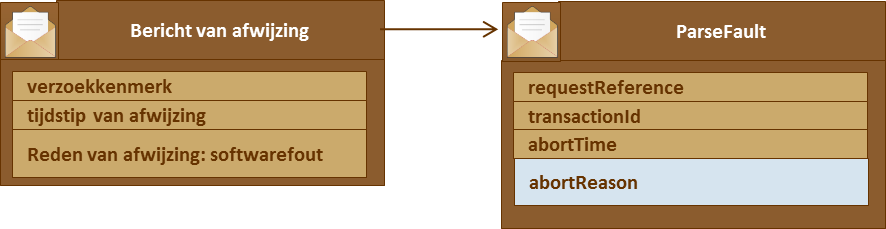 Bericht van afwijzing
verzoekkenmerk
tijdstip van afwijzing
Reden van afwijzing: softwarefout
ParseFault
requestReference
transactionId
abortTime
abortReason